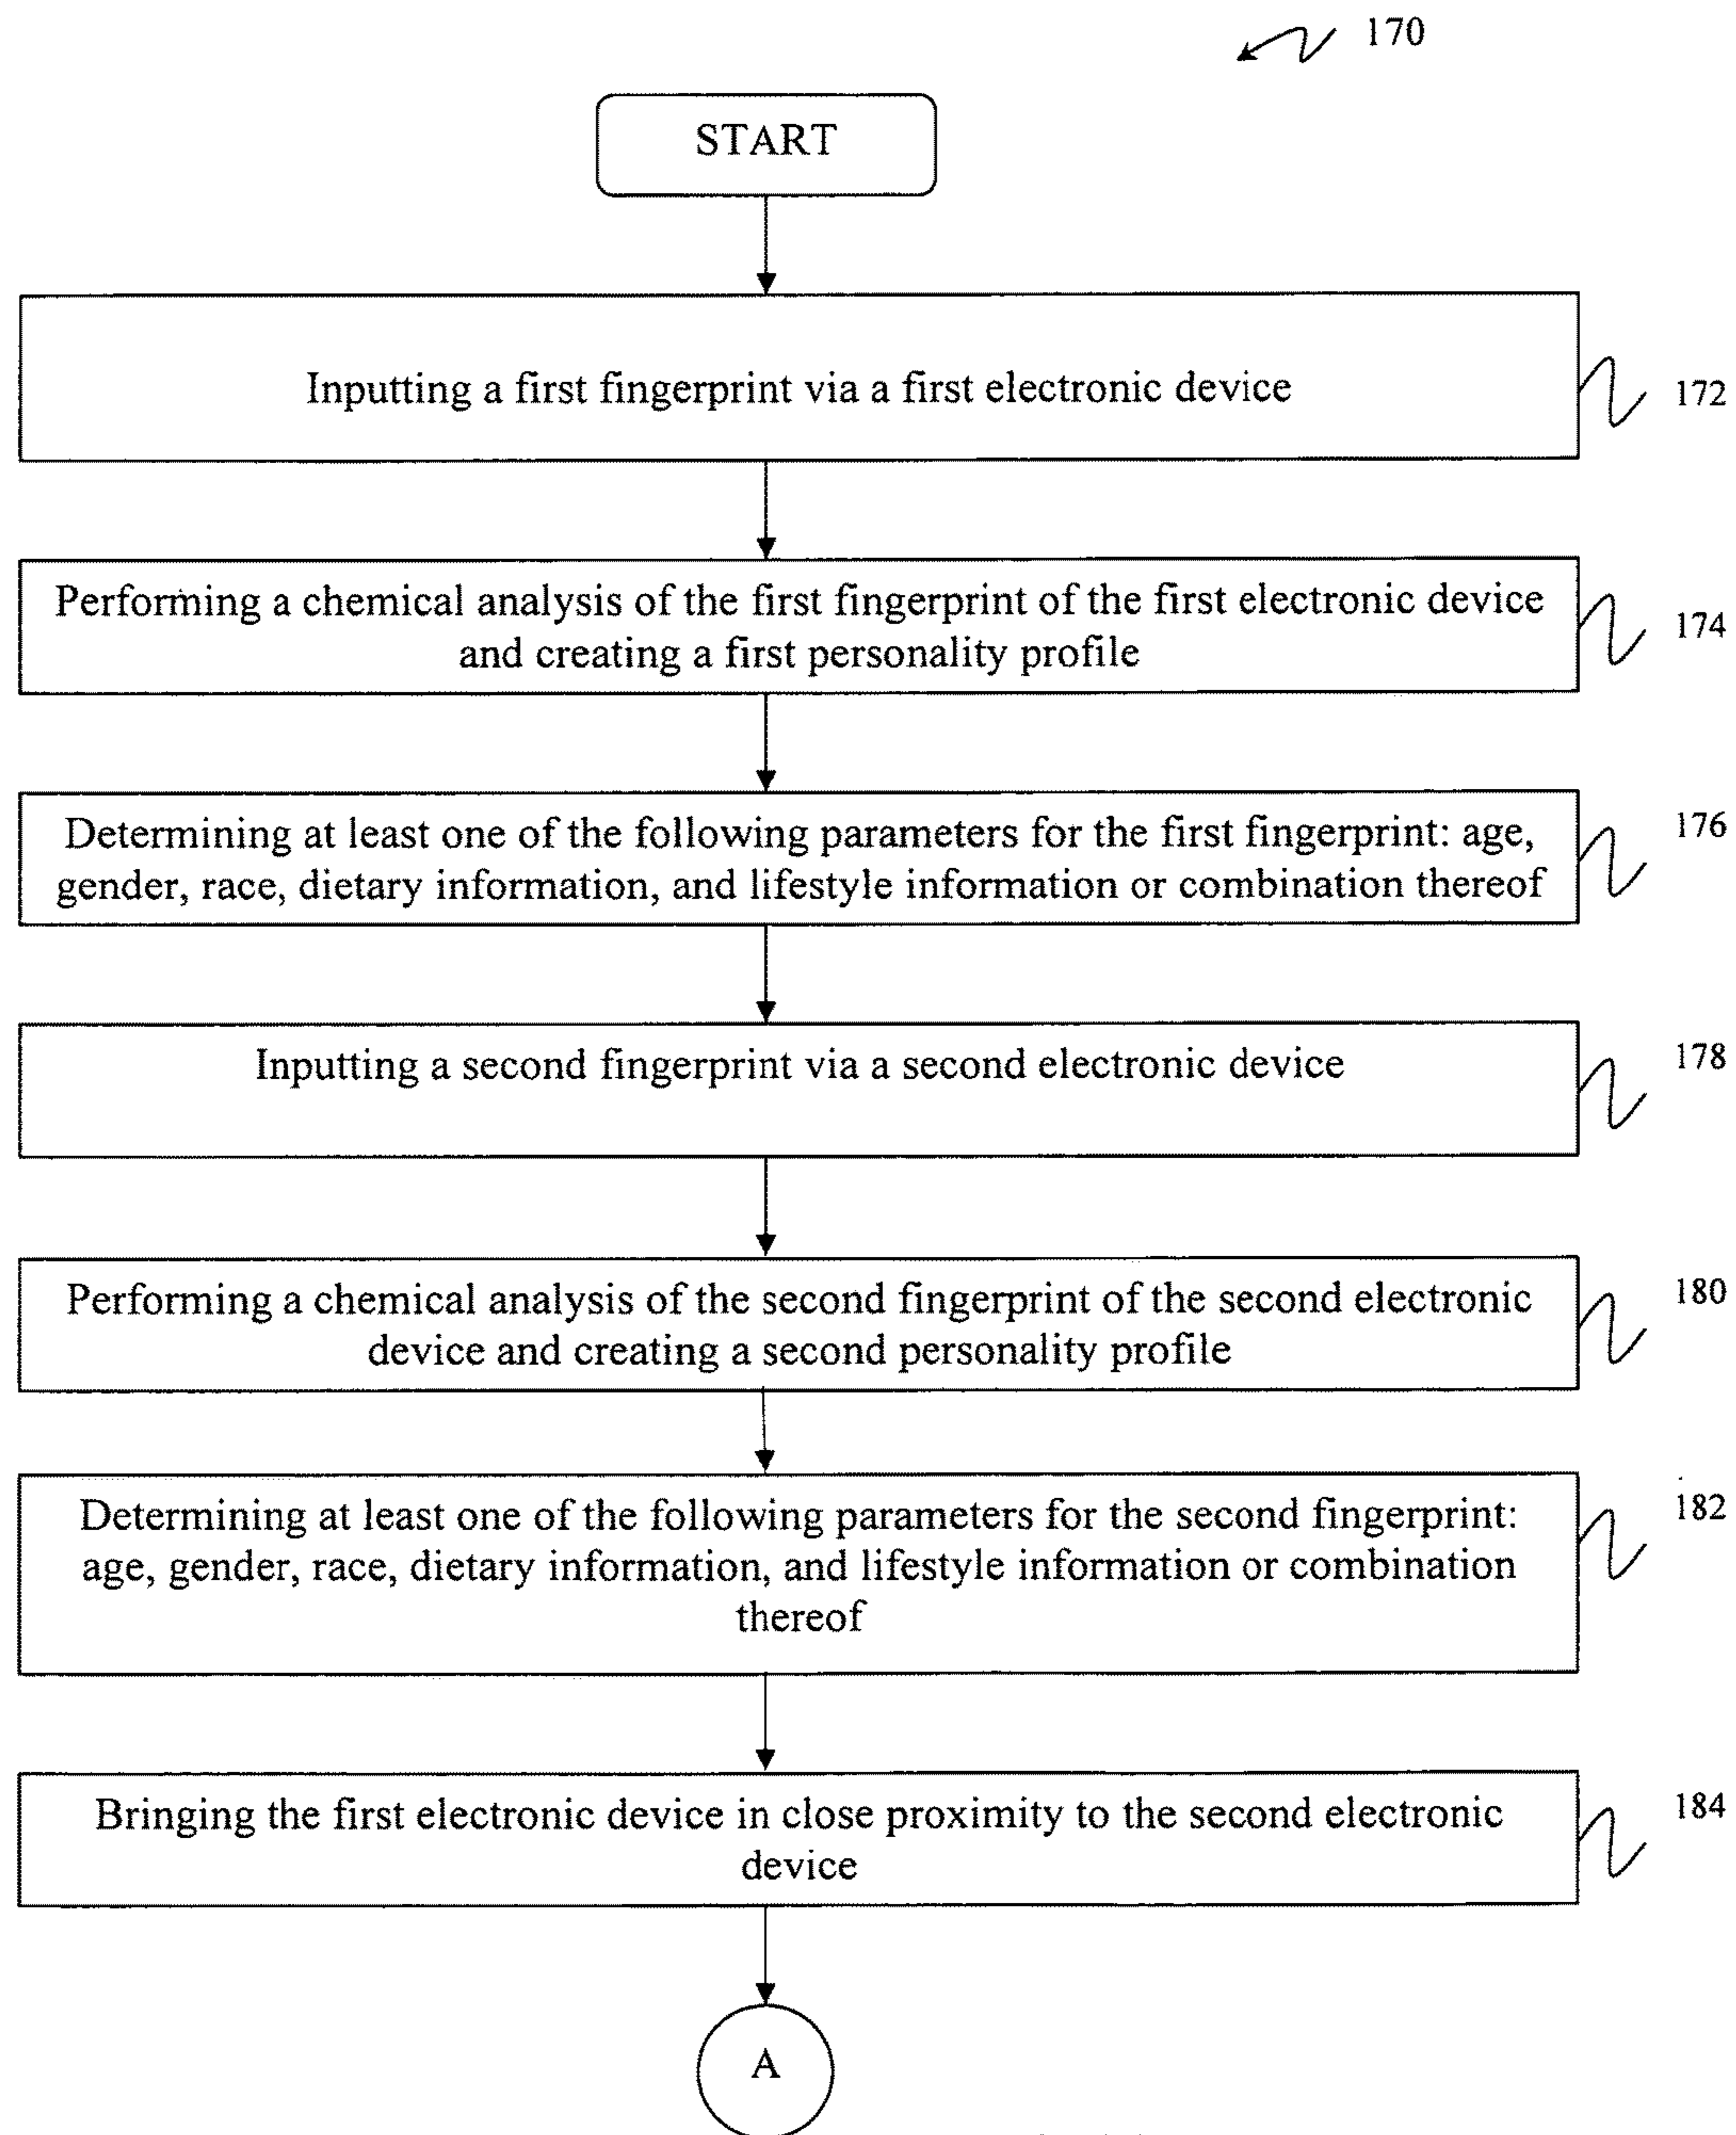 170
START
Inputting a first fingerprint via a first electronic device
172
Performing a chemical analysis of the first fingerprint of the first electronic device
and creating a first personality profile
174
Determining at least one of the following parameters for the first fingerprint: age,
gender, race, dietary information, and lifestyle information or combination thereof
176
Inputting a second fingerprint via a second electronic device
178
Performing a chemical analysis of the second fingerprint of the second electronic
device and creating a second personality profile
180
Determining at least one of the following parameters for the second fingerprint:
age, gender, race, dietary information, and lifestyle information or combination
thereof
182
Bringing the first electronic device in close proximity to the second electronic
device
184
A